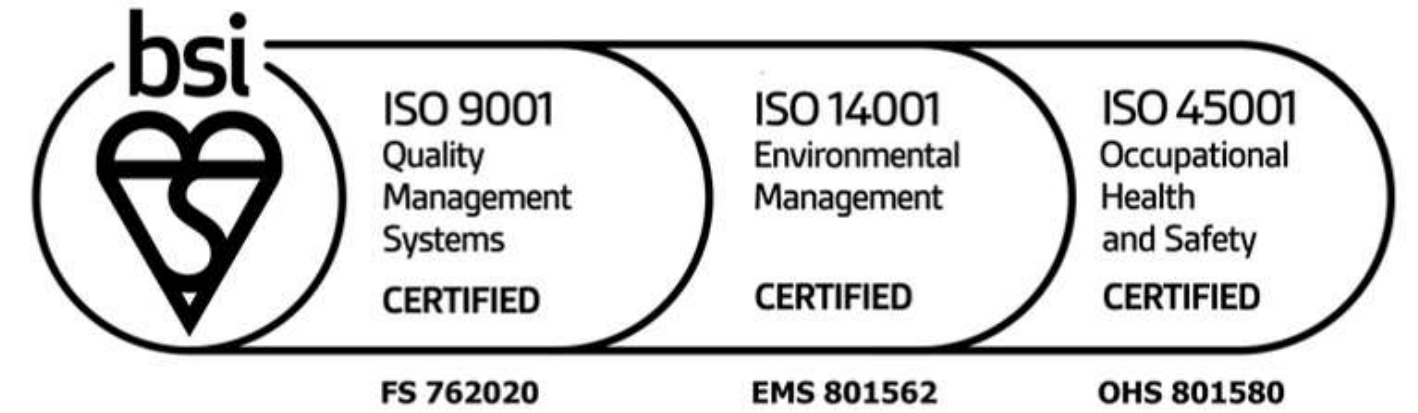 bsi
ISO 9001
Quality
Management
Systems
CERTIFIED
FS 762020
ISO 14001
Environmental
Management
CERTIFIED
EMS 801562
ISO 45001
Occupational
Health
and Safety
CERTIFIED
OHS 801580